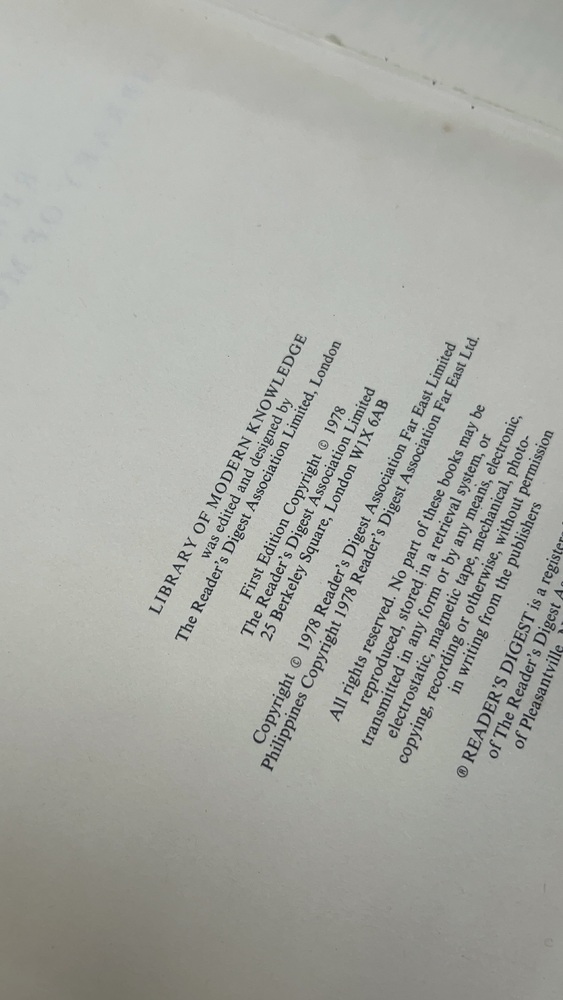 LIBRARY OF MODERN KNOWLEDGE
was edited and designed by
The Reader's Digest Association Limited, London
First Edition Copyright © 1978
The Reader's Digest Association Limited
25 Berkeley Square, London W1X 6AB
Copyright © 1978 Reader's Digest Association Far East Limited
Philippines Copyright 1978 Reader's Digest Association Far East Ltd.
All rights reserved. No part of these books may be
reproduced, stored in a retrieval system, or
transmitted in any form or by any means, electronic,
electrostatic, magnetic tape, mechanical, photo-
copying, recording or otherwise, without permission
in writing from the publishers
® READER'S DIGEST is a
of The Reader's Digest
of Pleasantville,